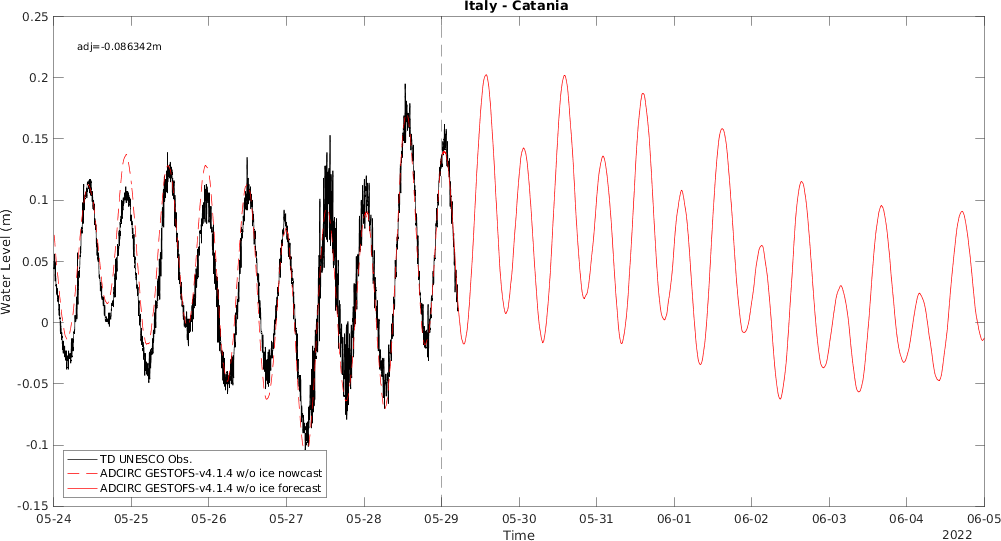 Italy - Catania
0.25
adj=-0.086342m
0.2
0.15
0.1
0.05
0
-0.05
-0.1
-0.15
Water Level (m)
TD UNESCO Obs.
ADCIRC GESTOFS-v4.1.4 w/o ice nowcast
ADCIRC GESTOFS-v4.1.4 w/o ice forecast
05-24 05-25 05-26 05-27 05-28 05-29 05-30 05-31 06-01 06-02 06-03 06-04 06-05
Time 2022